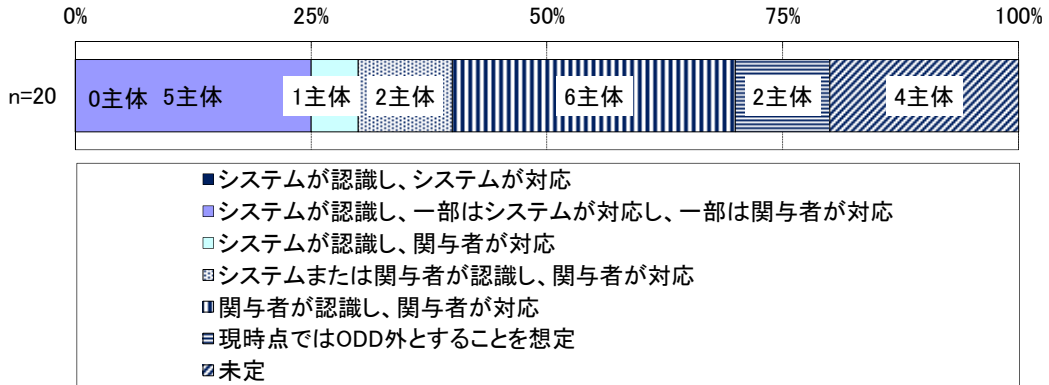 0% 25% 50% 75% 100%
n=20 0主体 5主体 1主体 2主体 6主体 2主体 4主体
システムが認識し、システムが対応
システムが認識し、一部はシステムが対応し、一部は関与者が対応
システムが認識し、関与者が対応
システムまたは関与者が認識し、関与者が対応
関与者が認識し、関与者が対応
現時点ではODD外とすることを想定
未定